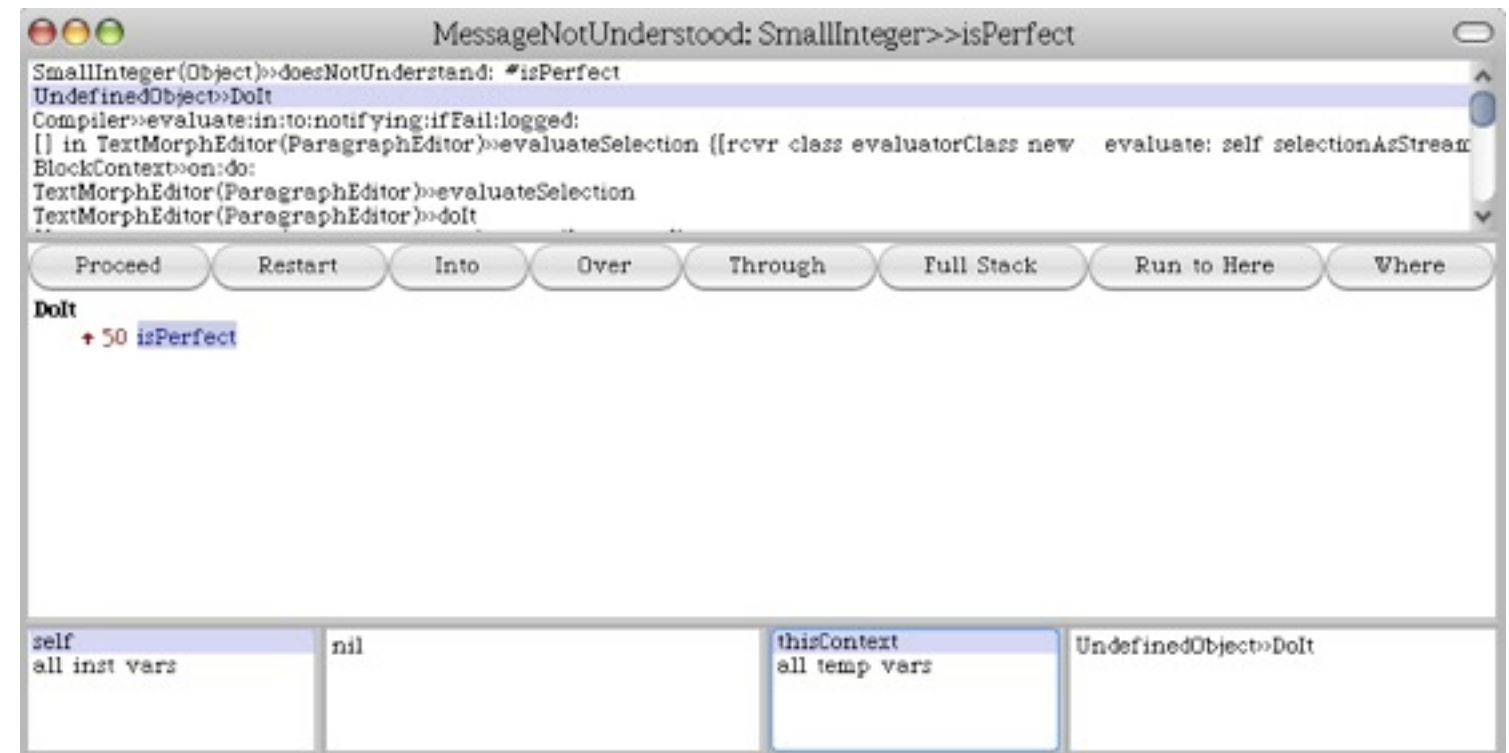 MessageNotUnderstood: SmallInteger>>isPerfect
SmallInteger(Object)»doesNotUnderstand: #isPerfect
UndefinedObject»DoIt
Compiler»evaluate:in:to:notifying:ifFail:logged:
[] in TextMorphEditor(ParagraphEditor)»evaluateSelection {[rcvr class evaluatorClass new evaluate: self selectionAsStream
BlockContext»on:do:
TextMorphEditor(ParagraphEditor)»evaluateSelection
TextMorphEditor(ParagraphEditor)»doIt
Proceed Restart Into Over Through Full Stack Run to Here Where
DoIt
↑ 50 isPerfect
self
all inst vars
nil
thisContext
all temp vars
UndefinedObject»DoIt